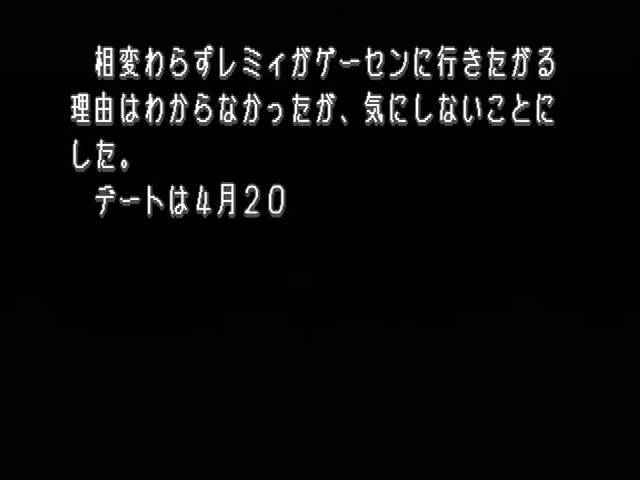 相変わらずレミィがゲーセンに行きたがる
理由はわからなかったが、気にしないことに
した。
デートは4月20